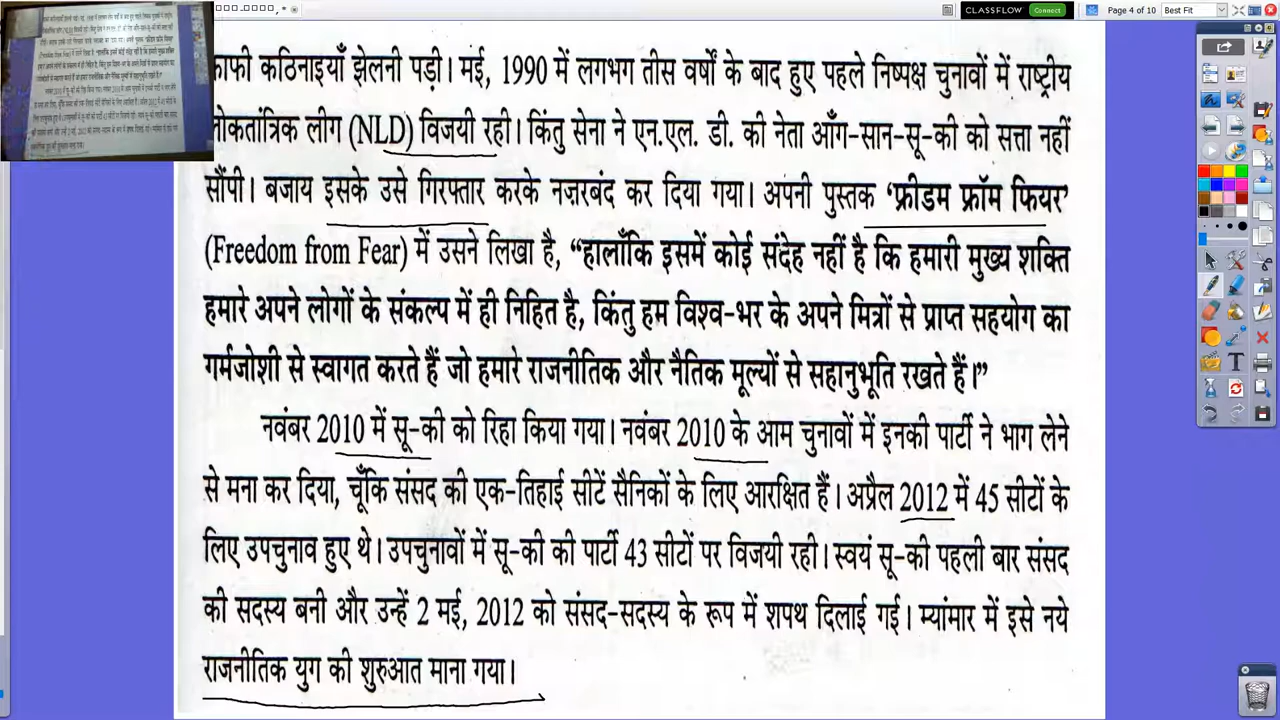 CLASSFLOW Connect Page 4 of 10 Best Fit
काफी कठिनाइयाँ झेलनी पड़ी। मई, 1990 में लगभग तीस वर्षों के बाद हुए पहले निष्पक्ष चुनावों में राष्ट्रीय
लोकतांत्रिक लीग (NLD) विजयी रही। किंतु सेना ने एन.एल. डी. की नेता आँग-सान-सू-की को सत्ता नहीं
सौंपी। बजाय इसके उसे गिरफ्तार करके नज़रबंद कर दिया गया। अपनी पुस्तक ‘फ्रीडम फ्रॉम फियर’
(Freedom from Fear) में उसने लिखा है, “हालाँकि इसमें कोई संदेह नहीं है कि हमारी मुख्य शक्ति
हमारे अपने लोगों के संकल्प में ही निहित है, किंतु हम विश्व-भर के अपने मित्रों से प्राप्त सहयोग का
गर्मजोशी से स्वागत करते हैं जो हमारे राजनीतिक और नैतिक मूल्यों से सहानुभूति रखते हैं।”
नवंबर 2010 में सू-की को रिहा किया गया। नवंबर 2010 के आम चुनावों में इनकी पार्टी ने भाग लेने
से मना कर दिया, चूँकि संसद की एक-तिहाई सीटें सैनिकों के लिए आरक्षित हैं। अप्रैल 2012 में 45 सीटों के
लिए उपचुनाव हुए थे। उपचुनावों में सू-की की पार्टी 43 सीटों पर विजयी रही। स्वयं सू-की पहली बार संसद
की सदस्य बनी और उन्हें 2 मई, 2012 को संसद-सदस्य के रूप में शपथ दिलाई गई। म्यांमार में इसे नये
राजनीतिक युग की शुरुआत माना गया।